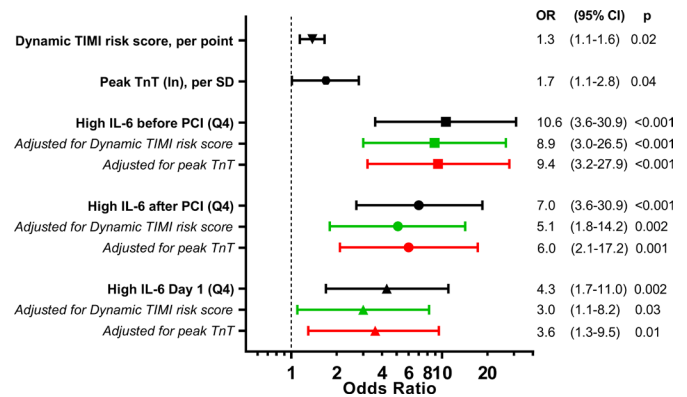 OR (95% CI) p
Dynamic TIMI risk score, per point 1.3 (1.1-1.6) 0.02
Peak TnT (ln), per SD 1.7 (1.1-2.8) 0.04
High IL-6 before PCI (Q4) 10.6 (3.6-30.9) <0.001
Adjusted for Dynamic TIMI risk score 8.9 (3.0-26.5) <0.001
Adjusted for peak TnT 9.4 (3.2-27.9) <0.001
High IL-6 after PCI (Q4) 7.0 (3.6-30.9) <0.001
Adjusted for Dynamic TIMI risk score 5.1 (1.8-14.2) 0.002
Adjusted for peak TnT 6.0 (2.1-17.2) 0.001
High IL-6 Day 1 (Q4) 4.3 (1.7-11.0) 0.002
Adjusted for Dynamic TIMI risk score 3.0 (1.1-8.2) 0.03
Adjusted for peak TnT 3.6 (1.3-9.5) 0.01
1 2 4 6 8 10 20
Odds Ratio